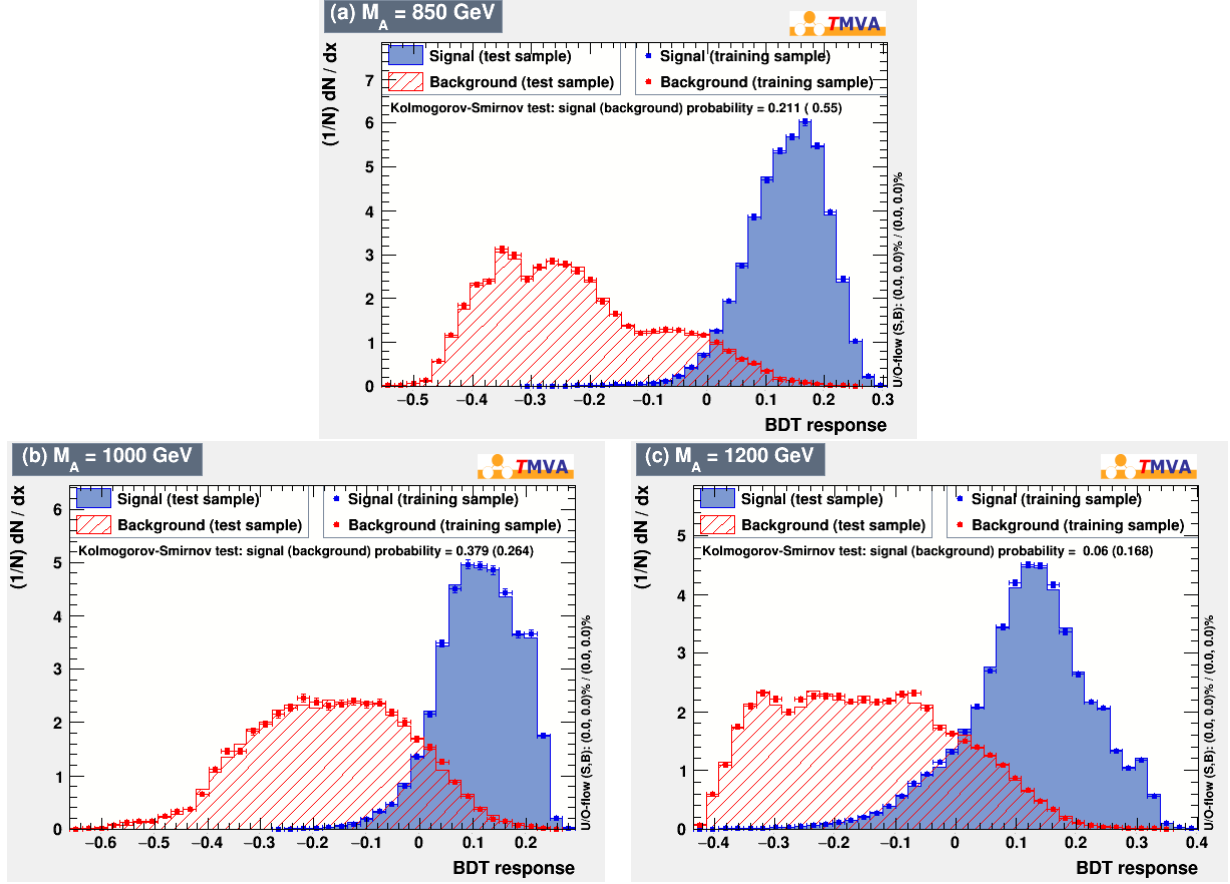 (a) M_A = 850 GeV
TMVA
(1/N) dN / dx
Signal (test sample)
Background (test sample)
Signal (training sample)
Background (training sample)
Kolmogorov-Smirnov test: signal (background) probability = 0.211 ( 0.55)
7
6
5
4
3
2
1
0
−0.5 −0.4 −0.3 −0.2 −0.1 0 0.1 0.2 0.3
BDT response
U/O-flow (S,B): (0.0, 0.0)% / (0.0, 0.0)%
(b) M_A = 1000 GeV
TMVA
(1/N) dN / dx
Signal (test sample)
Background (test sample)
Signal (training sample)
Background (training sample)
Kolmogorov-Smirnov test: signal (background) probability = 0.379 (0.264)
6
5
4
3
2
1
0
−0.6 −0.5 −0.4 −0.3 −0.2 −0.1 0 0.1 0.2
BDT response
U/O-flow (S,B): (0.0, 0.0)% / (0.0, 0.0)%
(c) M_A = 1200 GeV
TMVA
(1/N) dN / dx
Signal (test sample)
Background (test sample)
Signal (training sample)
Background (training sample)
Kolmogorov-Smirnov test: signal (background) probability = 0.06 (0.168)
5
4
3
2
1
0
−0.4 −0.3 −0.2 −0.1 0 0.1 0.2 0.3 0.4
BDT response
U/O-flow (S,B): (0.0, 0.0)% / (0.0, 0.0)%